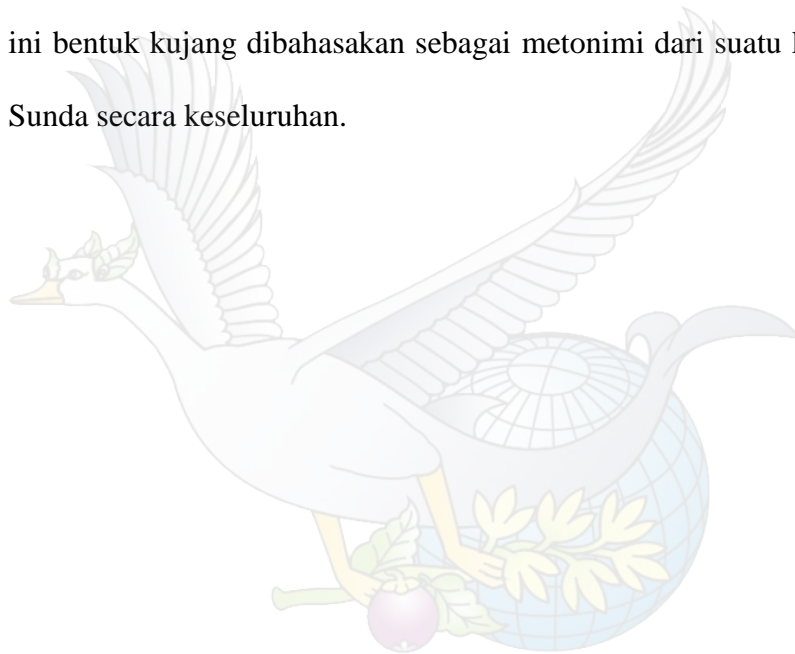 ini bentuk kujang dibahasakan sebagai metonimi dari suatu
Sunda secara keseluruhan.